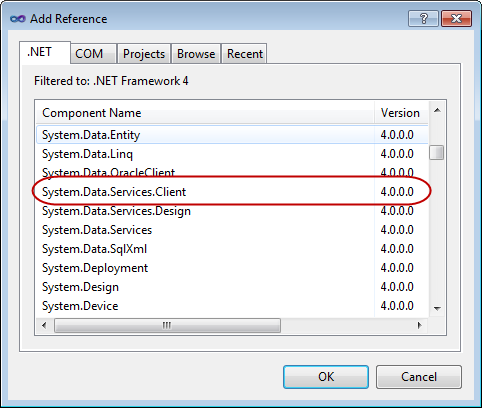 Add Reference
.NET COM Projects Browse Recent
Filtered to: .NET Framework 4
Component Name Version
System.Data.Entity 4.0.0.0
System.Data.Linq 4.0.0.0
System.Data.OracleClient 4.0.0.0
System.Data.Services.Client 4.0.0.0
System.Data.Services.Design 4.0.0.0
System.Data.Services 4.0.0.0
System.Data.SqlXml 4.0.0.0
System.Deployment 4.0.0.0
System.Design 4.0.0.0
System.Device 4.0.0.0
OK Cancel